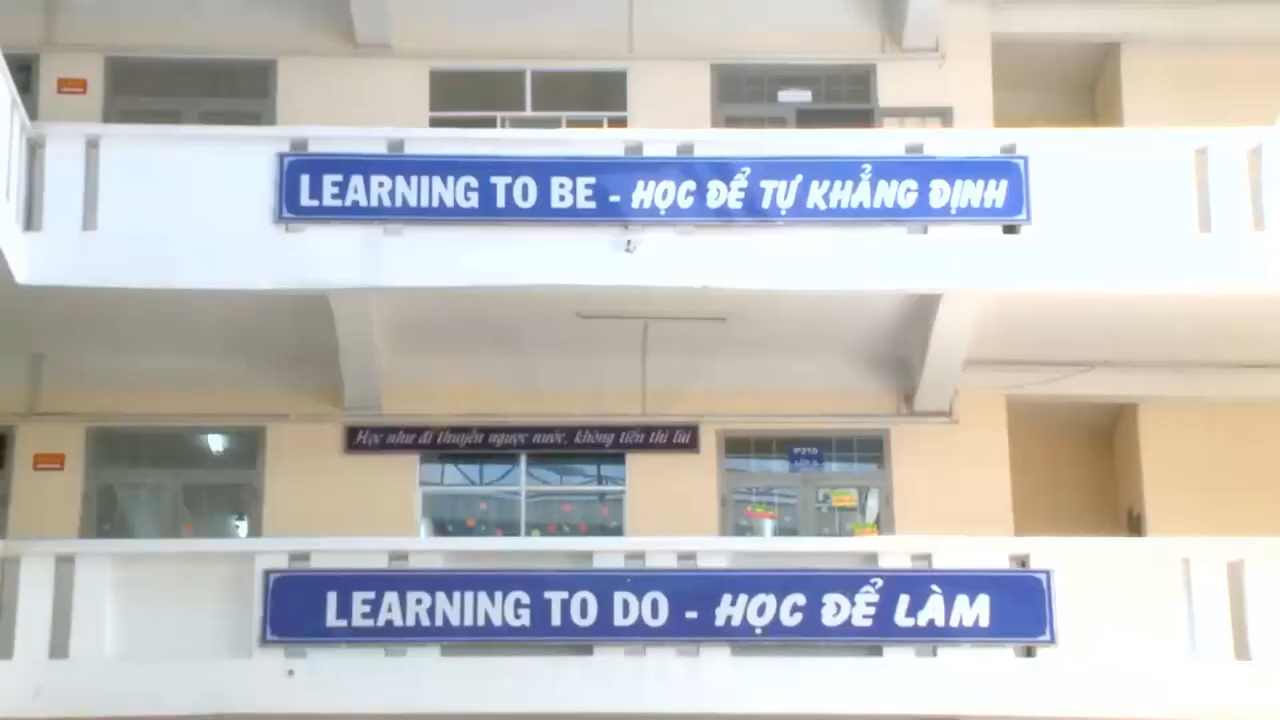 LEARNING TO BE - HỌC ĐỂ TỰ KHẲNG ĐỊNH
Học như đi thuyền ngược nước, không tiến thì lùi
P210
LEARNING TO DO - HỌC ĐỂ LÀM